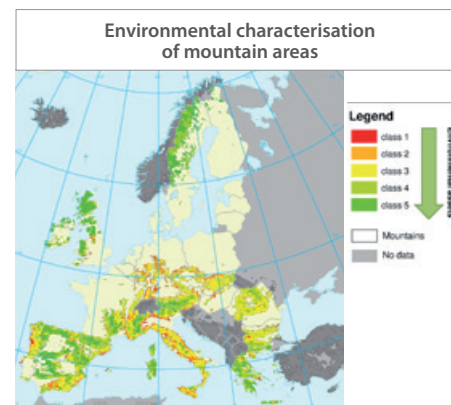 Environmental characterisation
of mountain areas
Legend
class 1
class 2
class 3
class 4
class 5
Mountains
No data